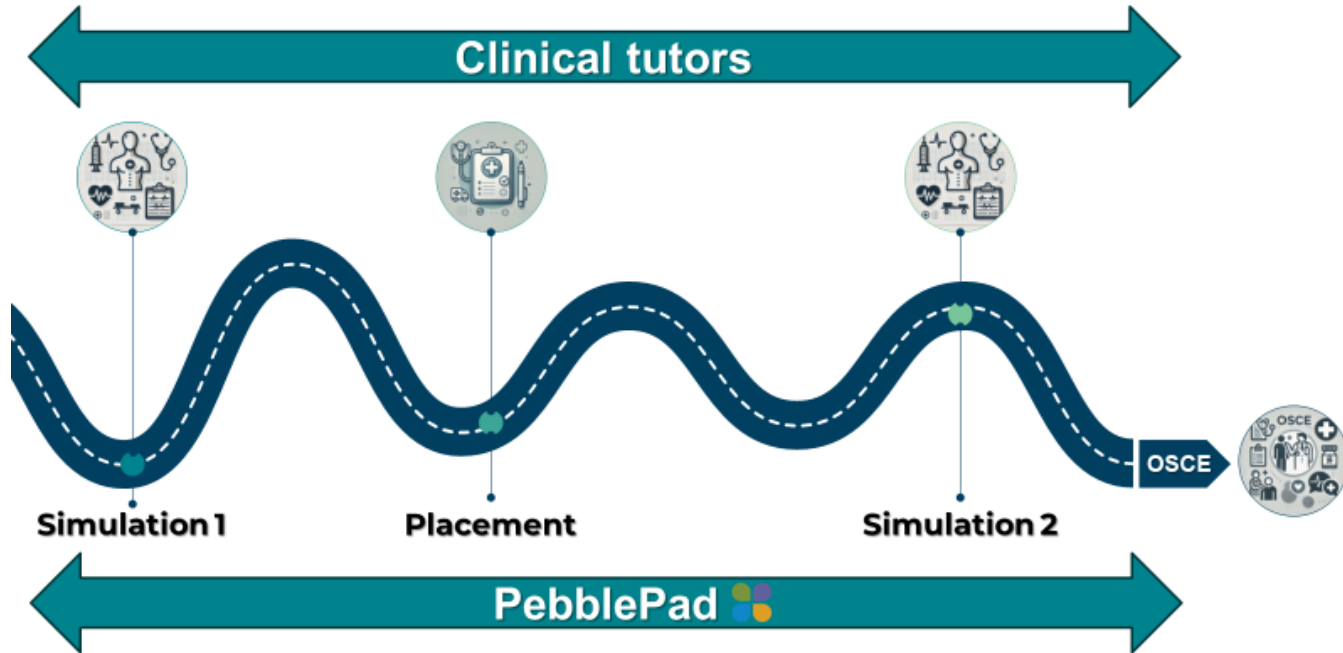 Clinical tutors
OSCE
OSCE
Simulation 1
Placement
Simulation 2
PebblePad